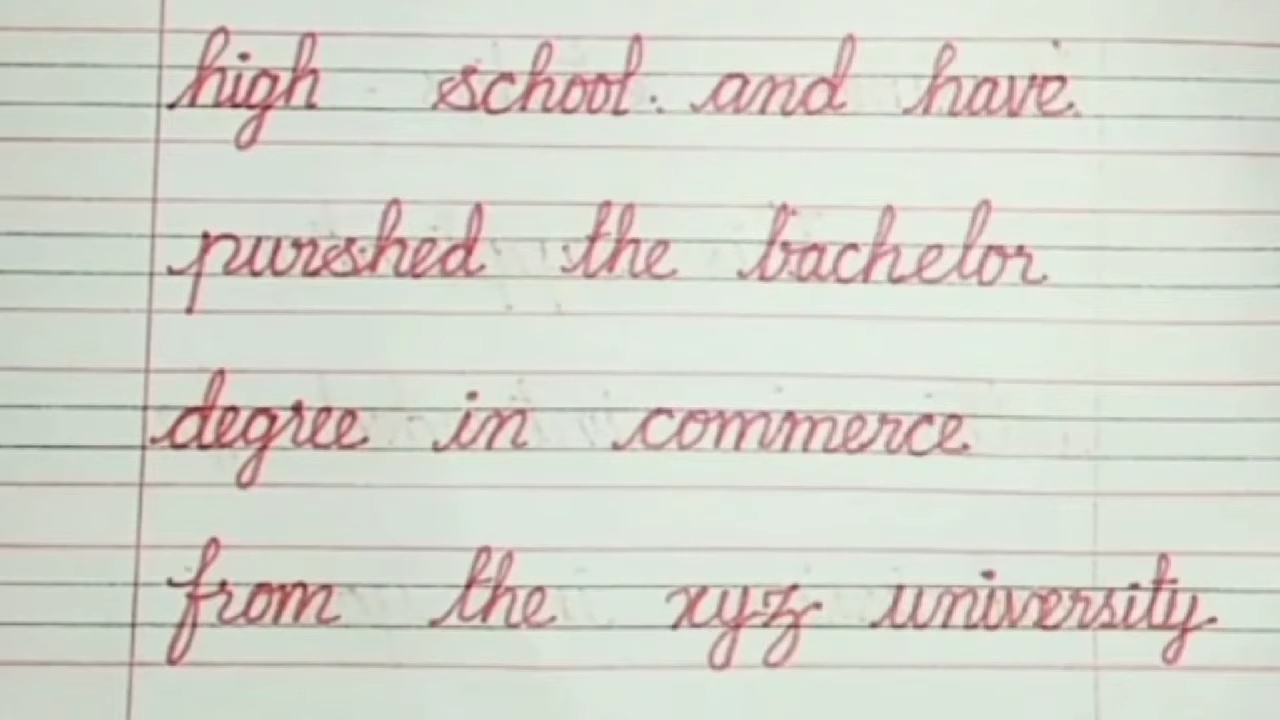 high school. and have
purshed the bachelor
degree in commerce
from the xyz university